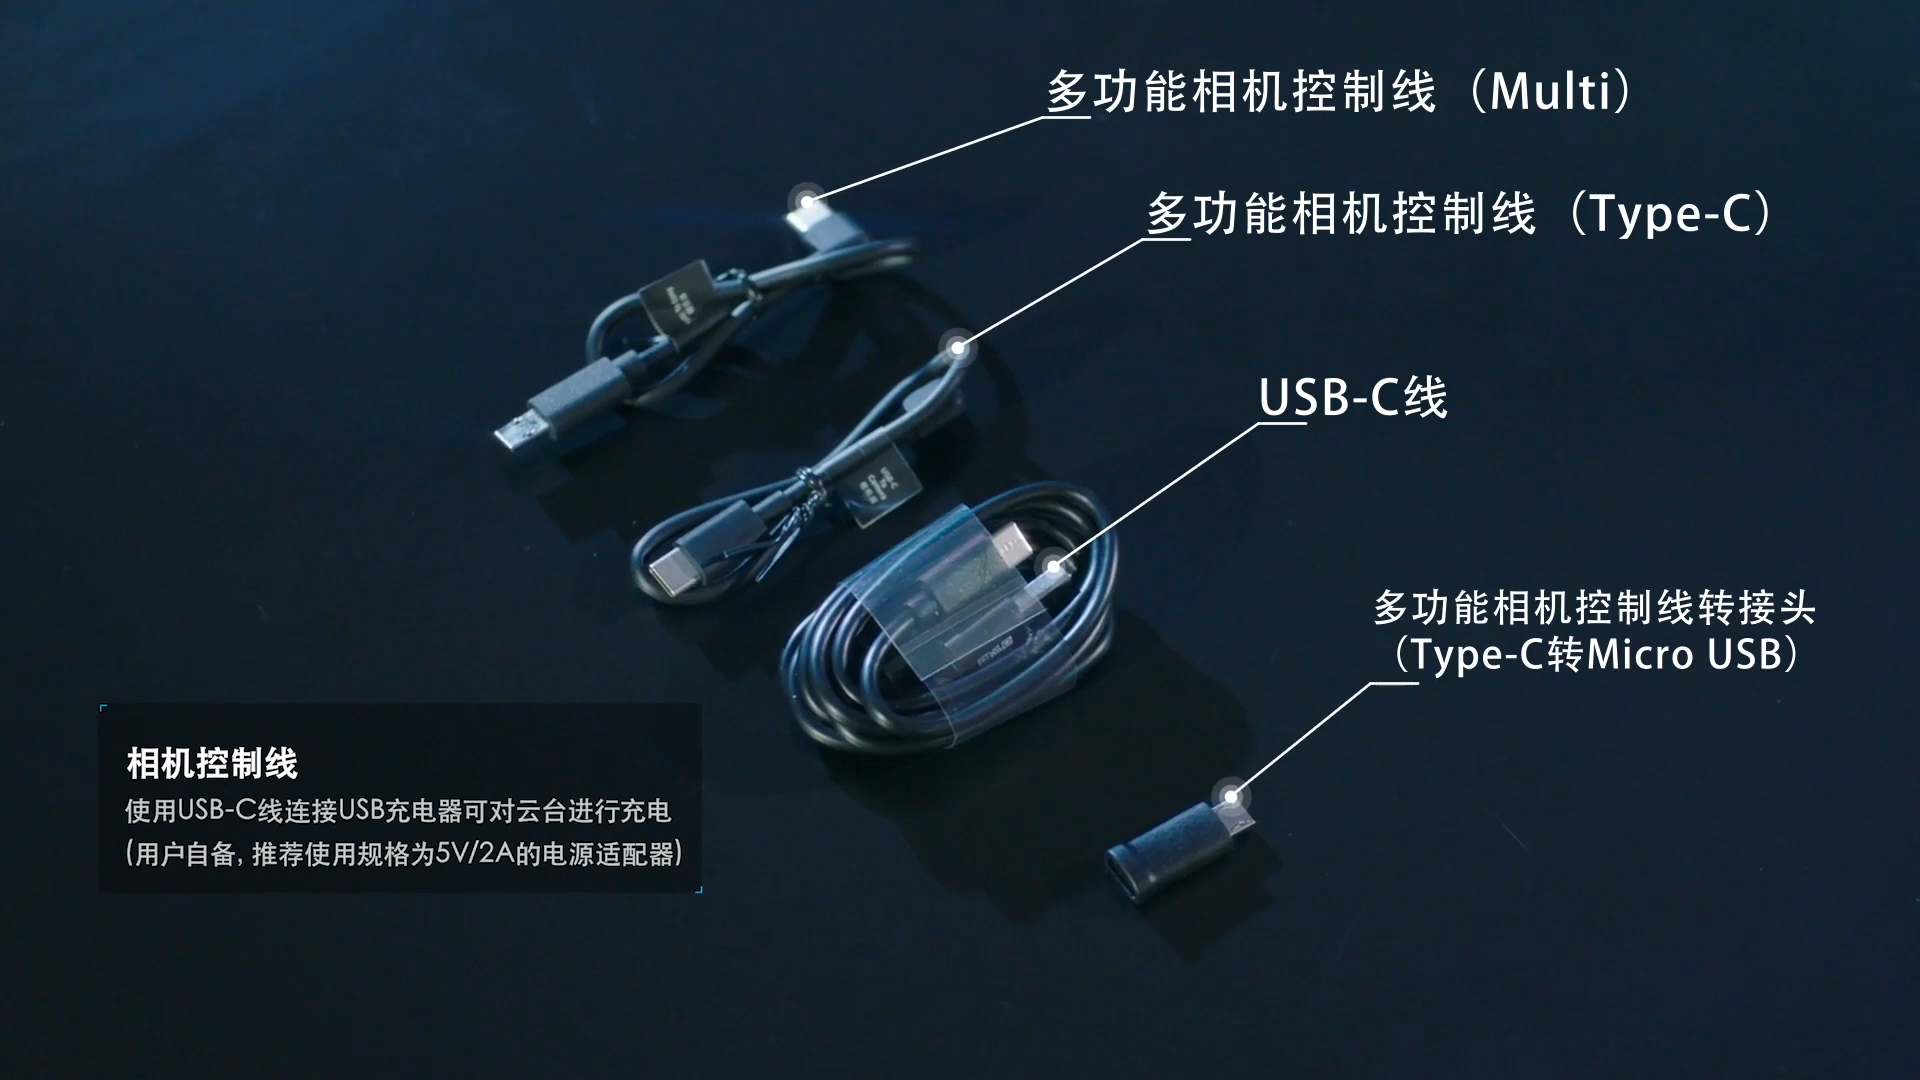 多功能相机控制线（Multi）
多功能相机控制线（Type-C）
USB-C线
多功能相机控制线转接头
（Type-C转Micro USB）
相机控制线
使用USB-C线连接USB充电器可对云台进行充电
(用户自备, 推荐使用规格为5V/2A的电源适配器)
USB-C
To
Camera